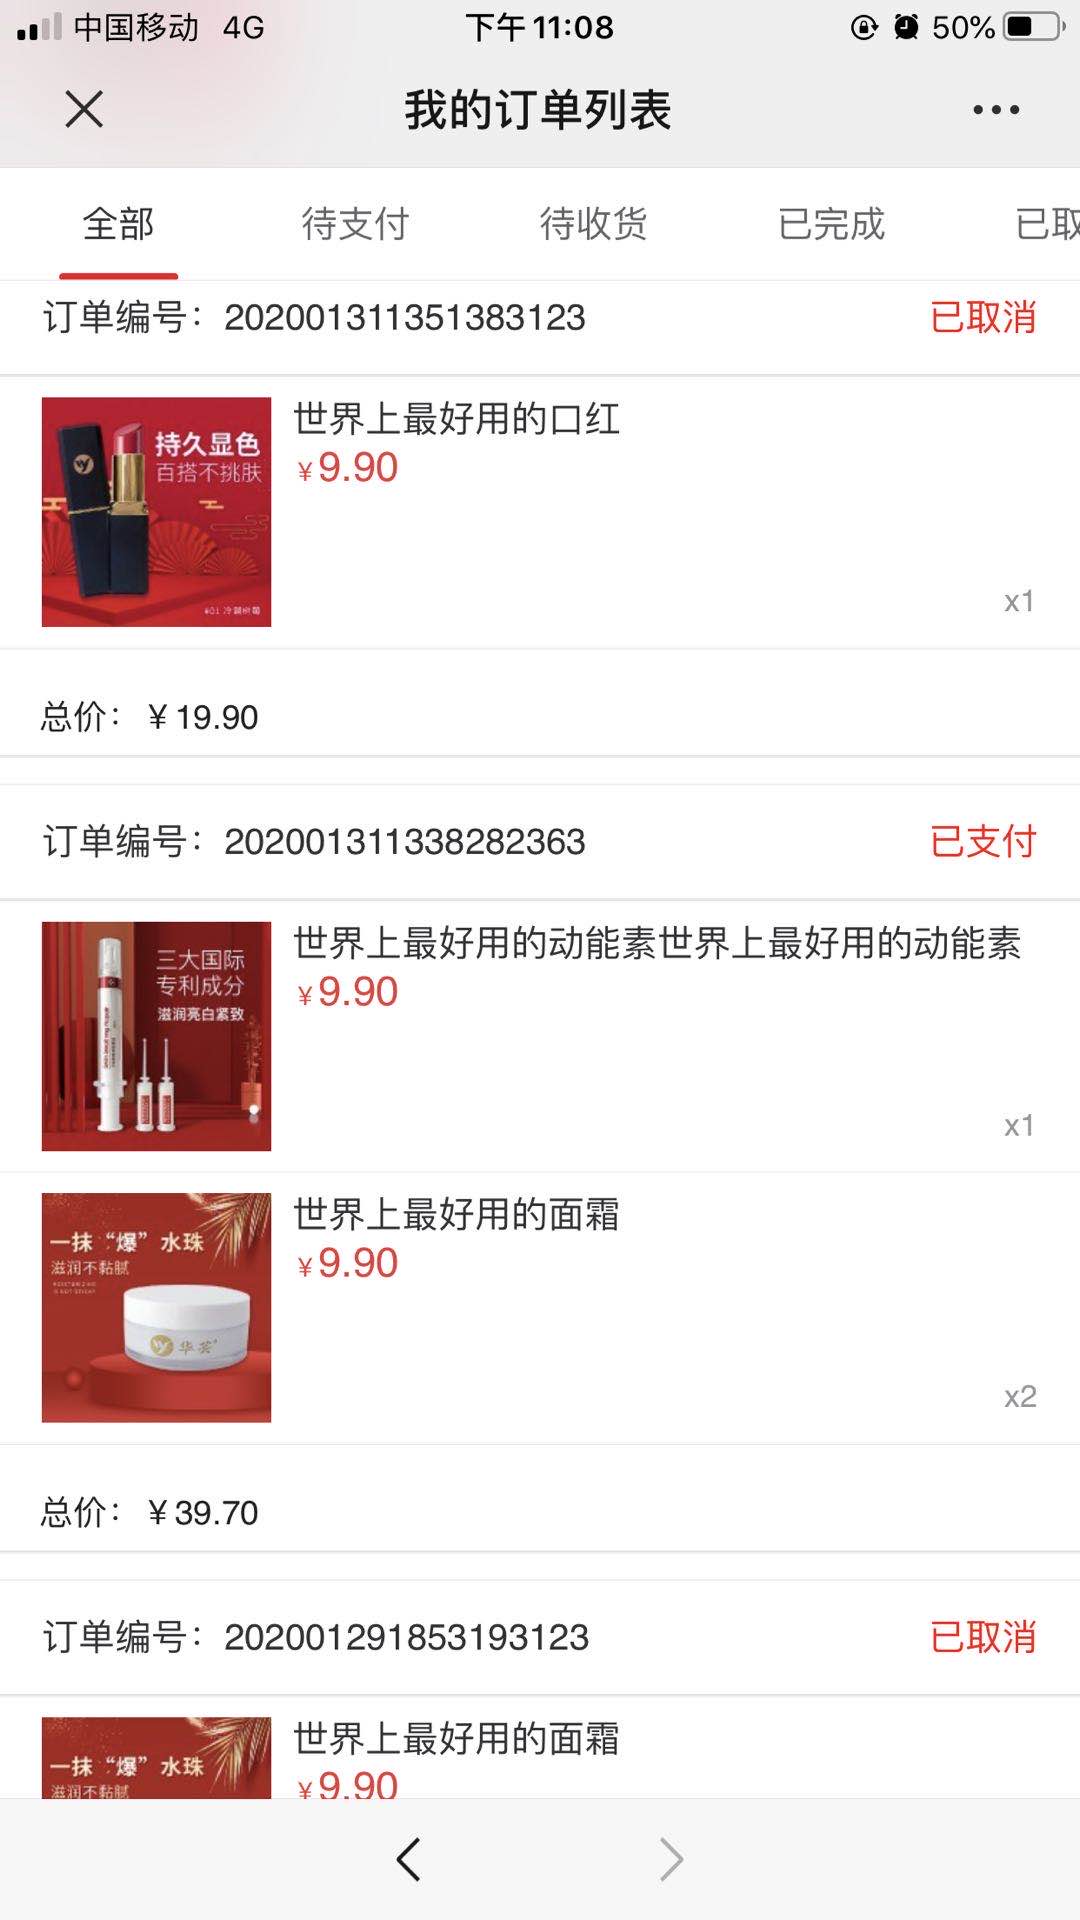 中国移动 4G 下午11:08 50%
我的订单列表
全部 待支付 待收货 已完成 已取
订单编号：202001311351383123 已取消
持久显色
百搭不挑肤
世界上最好用的口红
¥9.90
x1
总价：¥19.90
订单编号：202001311338282363 已支付
三大国际
专利成分
滋润亮白紧致
世界上最好用的动能素世界上最好用的动能素
¥9.90
x1
一抹“爆”水珠
滋润不黏腻
华英
世界上最好用的面霜
¥9.90
x2
总价：¥39.70
订单编号：202001291853193123 已取消
一抹“爆”水珠
滋润不黏腻
世界上最好用的面霜
¥9.90